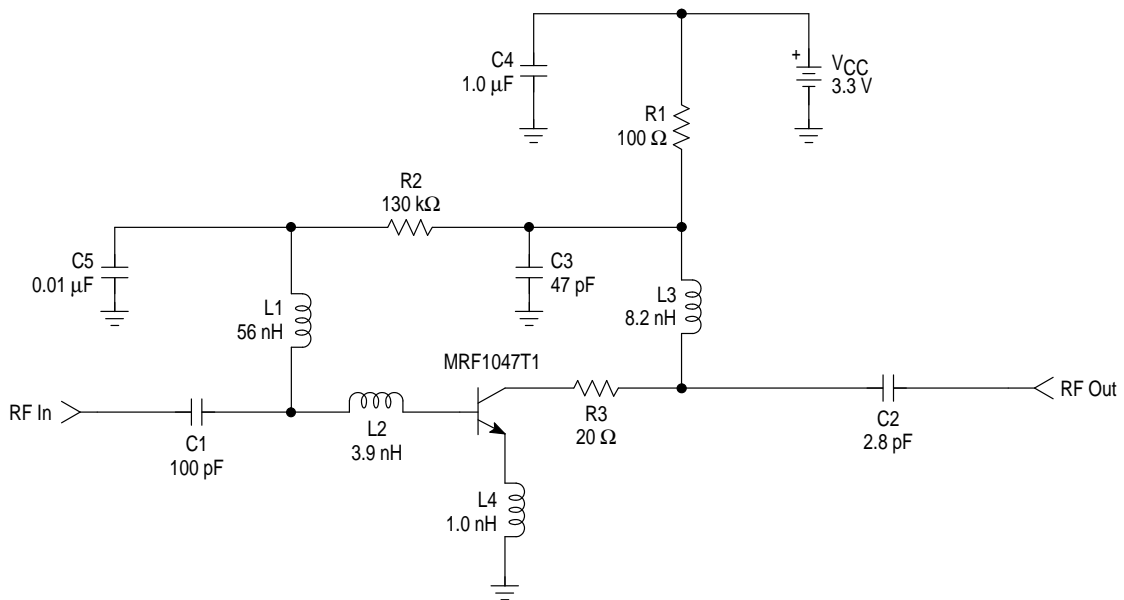 C4
1.0 μF
+
VCC
3.3 V
R1
100 Ω
R2
130 kΩ
C5
0.01 μF
C3
47 pF
L1
56 nH
L3
8.2 nH
MRF1047T1
RF In
C1
100 pF
L2
3.9 nH
R3
20 Ω
C2
2.8 pF
RF Out
L4
1.0 nH